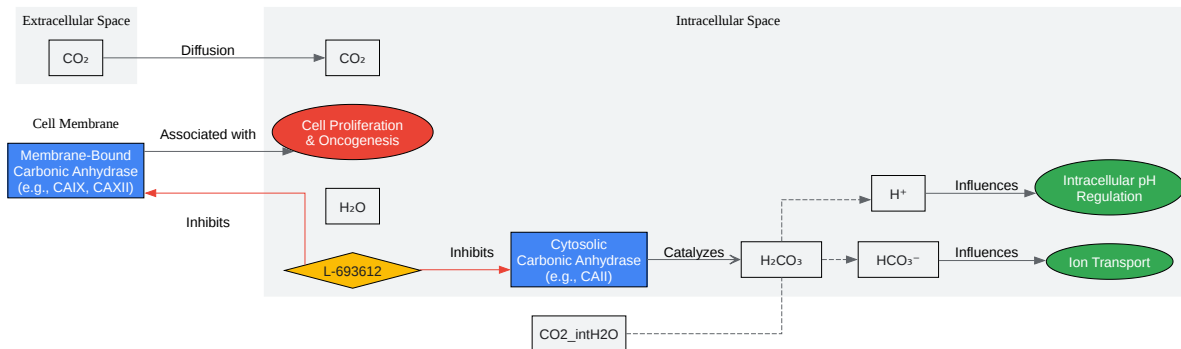 Extracellular Space
Intracellular Space
CO₂
Diffusion
CO₂
Cell Membrane
Membrane-Bound
Carbonic Anhydrase
(e.g., CAIX, CAXII)
Associated with
Cell Proliferation
& Oncogenesis
Inhibits
H₂O
L-693612
Inhibits
Cytosolic
Carbonic Anhydrase
(e.g., CAII)
Catalyzes
H₂CO₃
H⁺
Influences
Intracellular pH
Regulation
HCO₃⁻
Influences
Ion Transport
CO2_intH2O